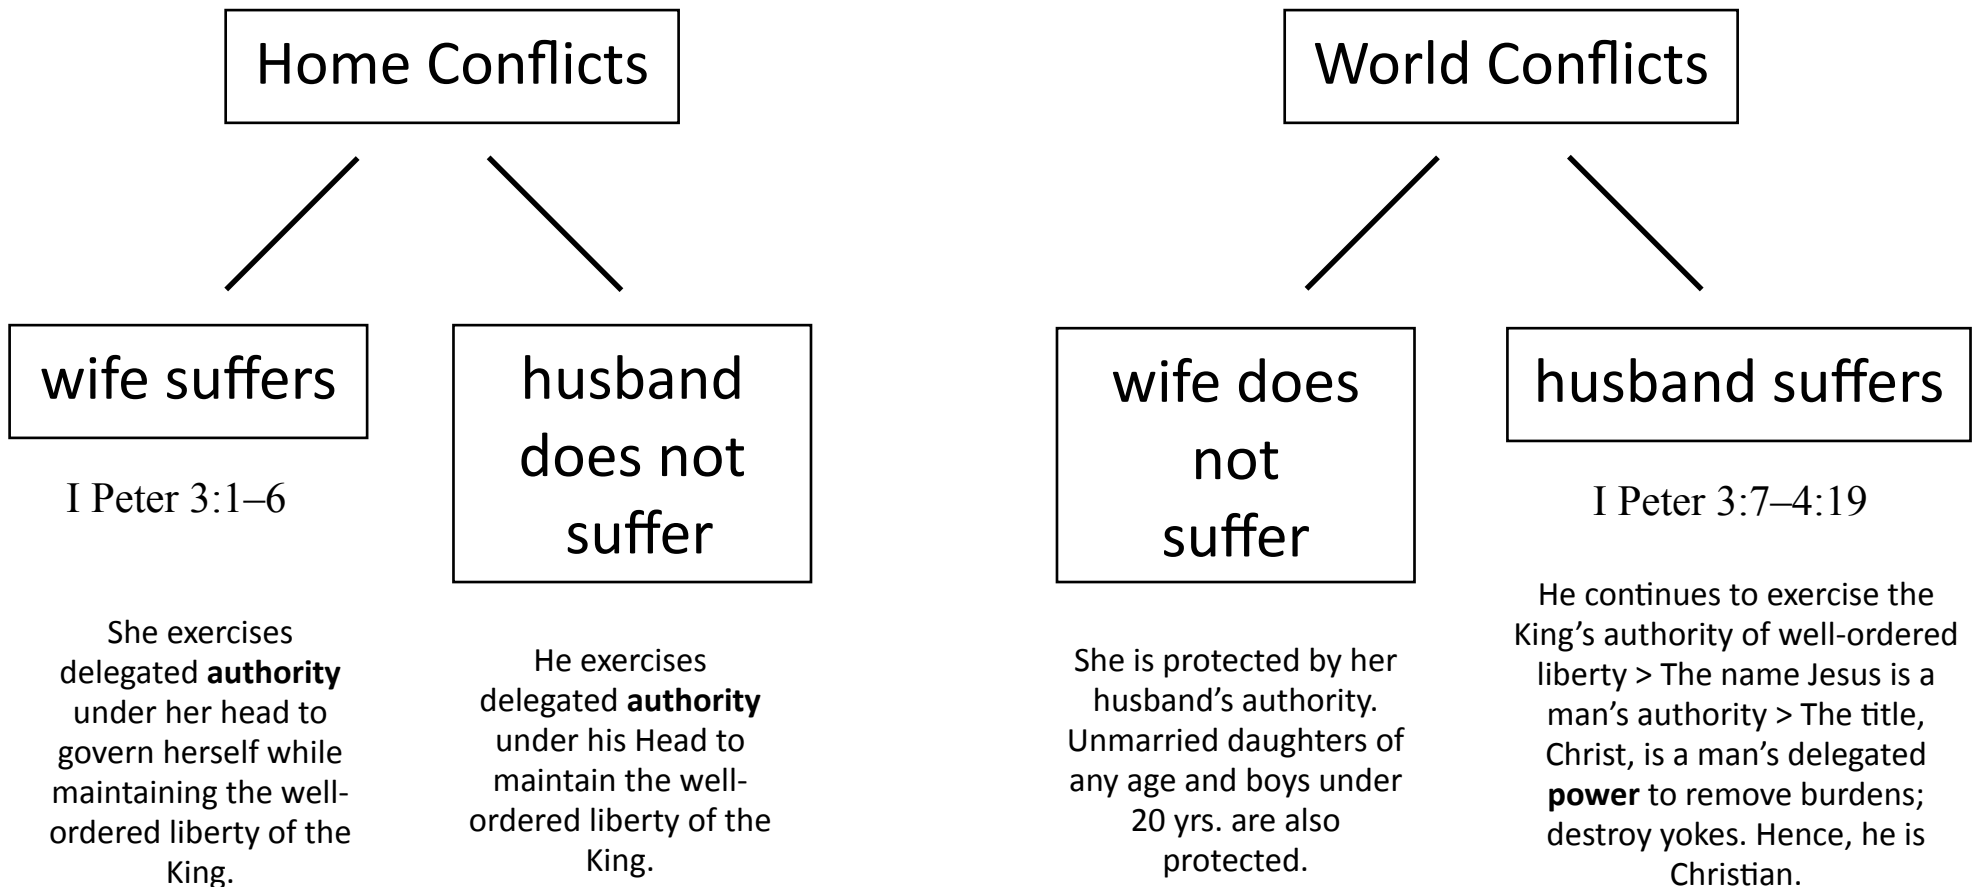 Home Conflicts
World Conflicts
wife suffers
I Peter 3:1–6
She exercises
delegated authority
under her head to
govern herself while
maintaining the well-
ordered liberty of the
King.
husband
does not
suffer
He exercises
delegated authority
under his Head to
maintain the well-
ordered liberty of the
King.
wife does
not
suffer
She is protected by her
husband’s authority.
Unmarried daughters of
any age and boys under
20 yrs. are also
protected.
husband suffers
I Peter 3:7–4:19
He continues to exercise the
King’s authority of well-ordered
liberty > The name Jesus is a
man’s authority > The title,
Christ, is a man’s delegated
power to remove burdens;
destroy yokes. Hence, he is
Christian.